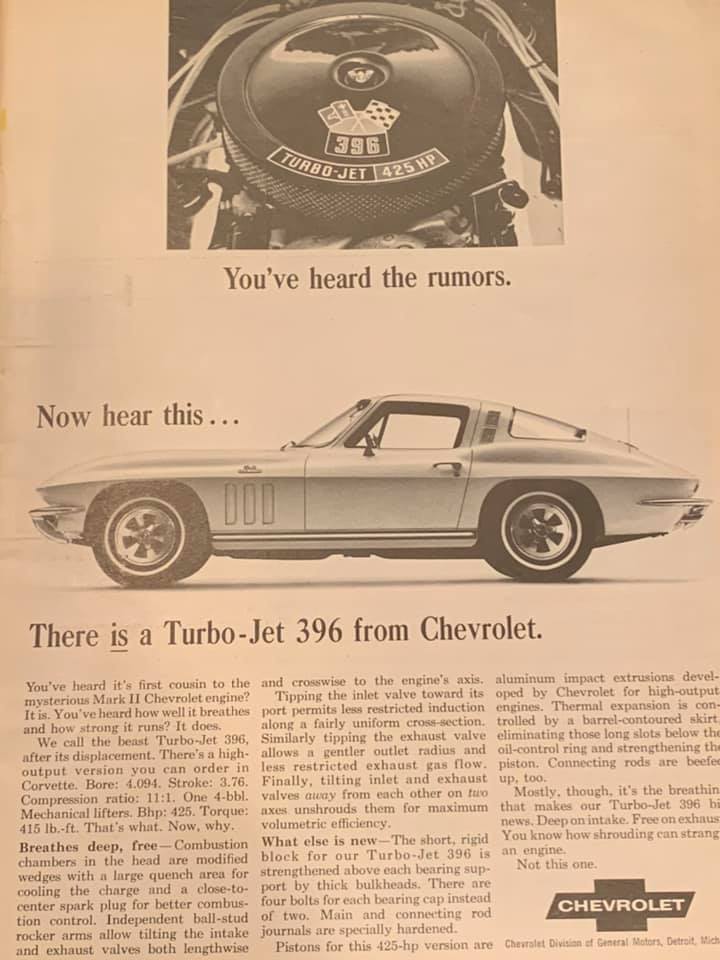 396
TURBO-JET 425 HP
You've heard the rumors.
Now hear this...
There is a Turbo-Jet 396 from Chevrolet.
You've heard it's first cousin to the
mysterious Mark II Chevrolet engine?
It is. You've heard how well it breathes
and how strong it runs? It does.
We call the beast Turbo-Jet 396,
after its displacement. There's a high-
output version you can order in
Corvette. Bore: 4.094. Stroke: 3.76.
Compression ratio: 11:1. One 4-bbl.
Mechanical lifters. Bhp: 425. Torque:
415 lb.-ft. That's what. Now, why.
Breathes deep, free—Combustion
chambers in the head are modified
wedges with a large quench area for
cooling the charge and a close-to-
center spark plug for better combus-
tion control. Independent ball-stud
rocker arms allow tilting the intake
and exhaust valves both lengthwise
and crosswise to the engine's axis.
Tipping the inlet valve toward its
port permits less restricted induction
along a fairly uniform cross-section.
Similarly tipping the exhaust valve
allows a gentler outlet radius and
less restricted exhaust gas flow.
Finally, tilting inlet and exhaust
valves away from each other on two
axes unshrouds them for maximum
volumetric efficiency.
What else is new—The short, rigid
block for our Turbo-Jet 396 is
strengthened above each bearing sup-
port by thick bulkheads. There are
four bolts for each bearing cap instead
of two. Main and connecting rod
journals are specially hardened.
Pistons for this 425-hp version are
aluminum impact extrusions devel-
oped by Chevrolet for high-output
engines. Thermal expansion is con-
trolled by a barrel-contoured skirt,
eliminating those long slots below the
oil-control ring and strengthening the
piston. Connecting rods are beefed
up, too.
Mostly, though, it's the breathin
that makes our Turbo-Jet 396 bi
news. Deep on intake. Free on exhaus
You know how shrouding can strang
an engine.
Not this one.
CHEVROLET
Chevrolet Division of General Motors, Detroit, Mich